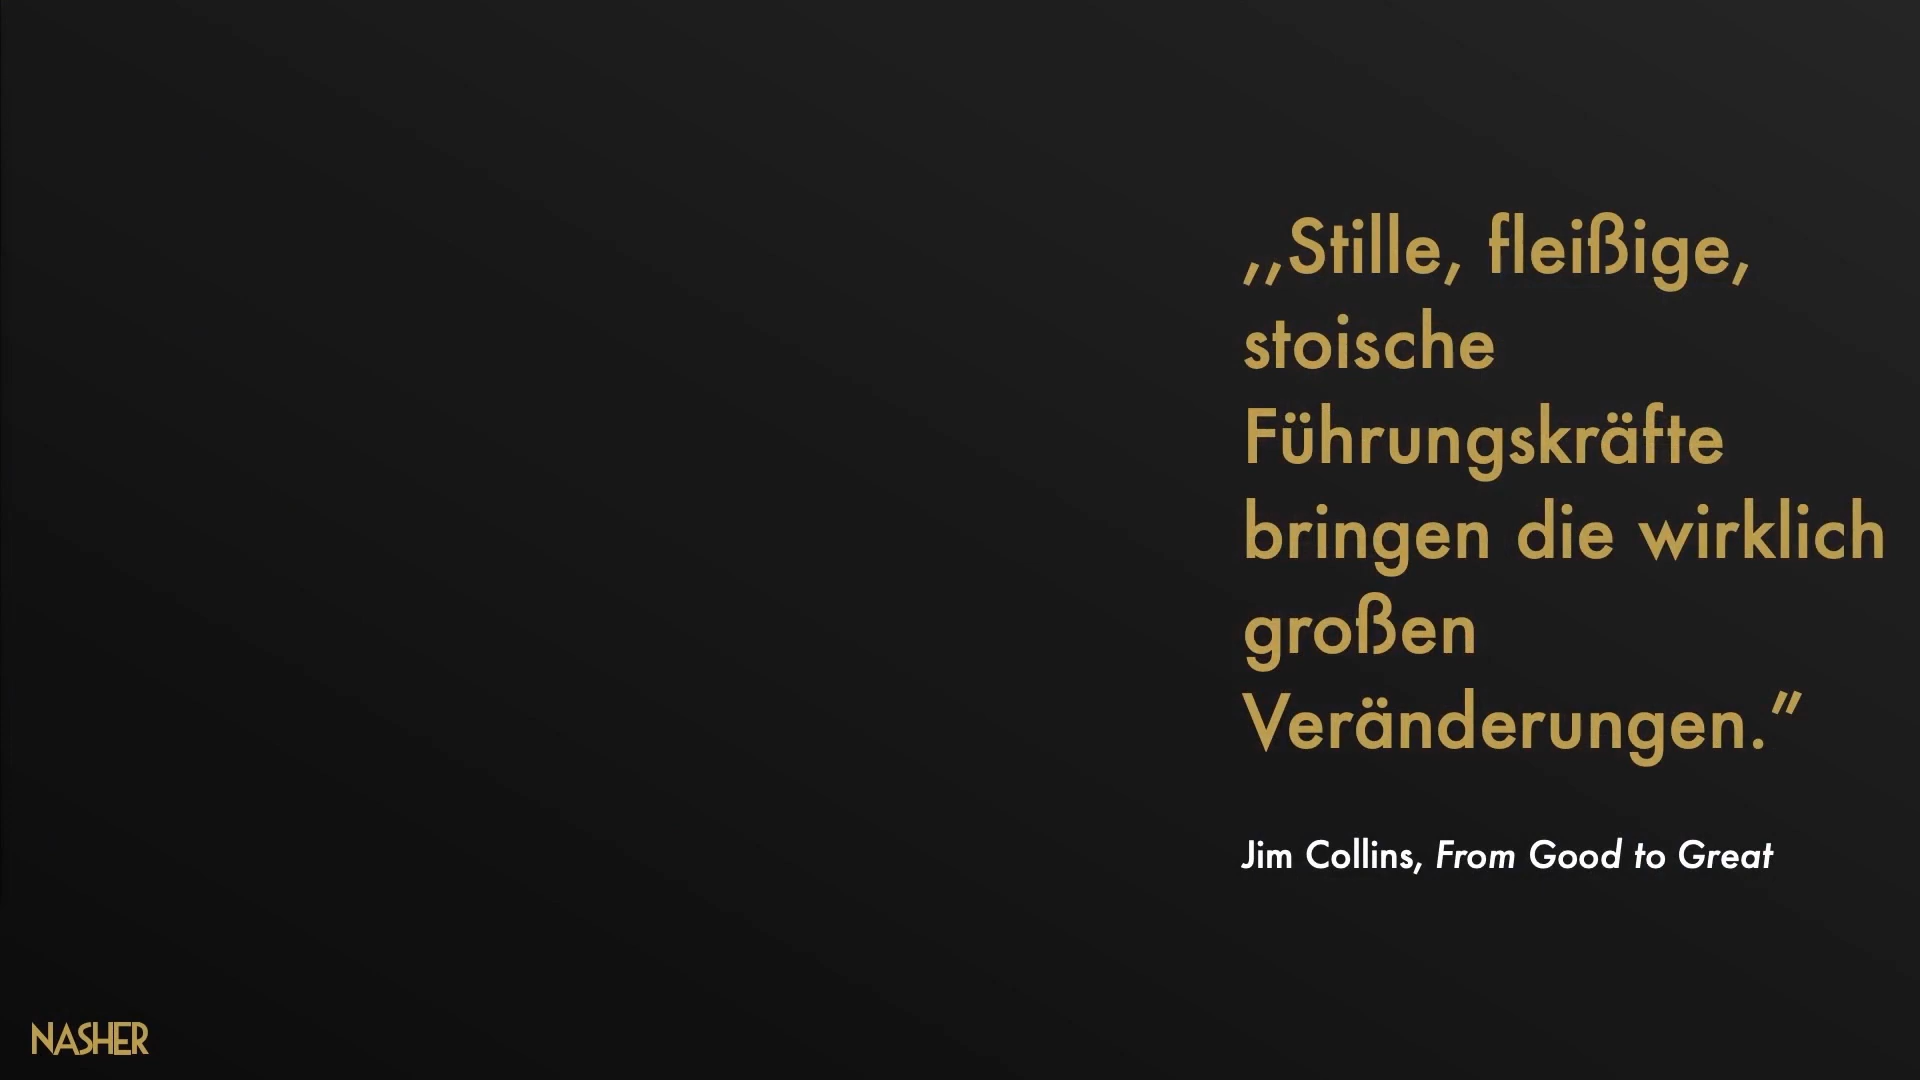 ,,Stille, fleißige,
stoische
Führungskräfte
bringen die wirklich
großen
Veränderungen.”
Jim Collins, From Good to Great
NASHER